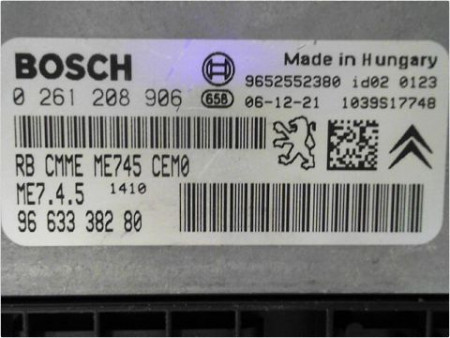 BOSCH Made in Hungary
9652552380 id02 0123
0 261 208 906 658 06-12-21 1039S17748
RB CMME ME745 CEM0
ME7.4.5 1410
96 633 382 80